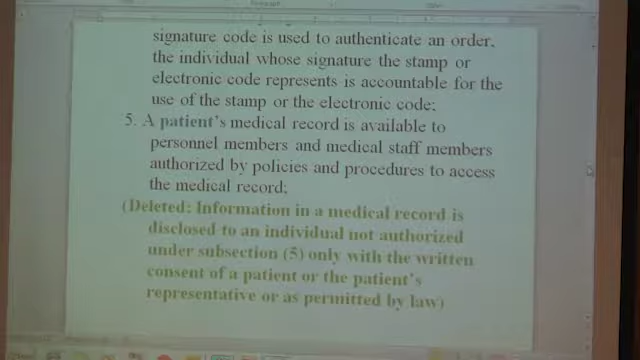 signature code is used to authenticate an order,
the individual whose signature the stamp or
electronic code represents is accountable for the
use of the stamp or the electronic code;
5. A patient's medical record is available to
personnel members and medical staff members
authorized by policies and procedures to access
the medical record;
(Deleted: Information in a medical record is
disclosed to an individual not authorized
under subsection (5) only with the written
consent of a patient or the patient's
representative or as permitted by law)